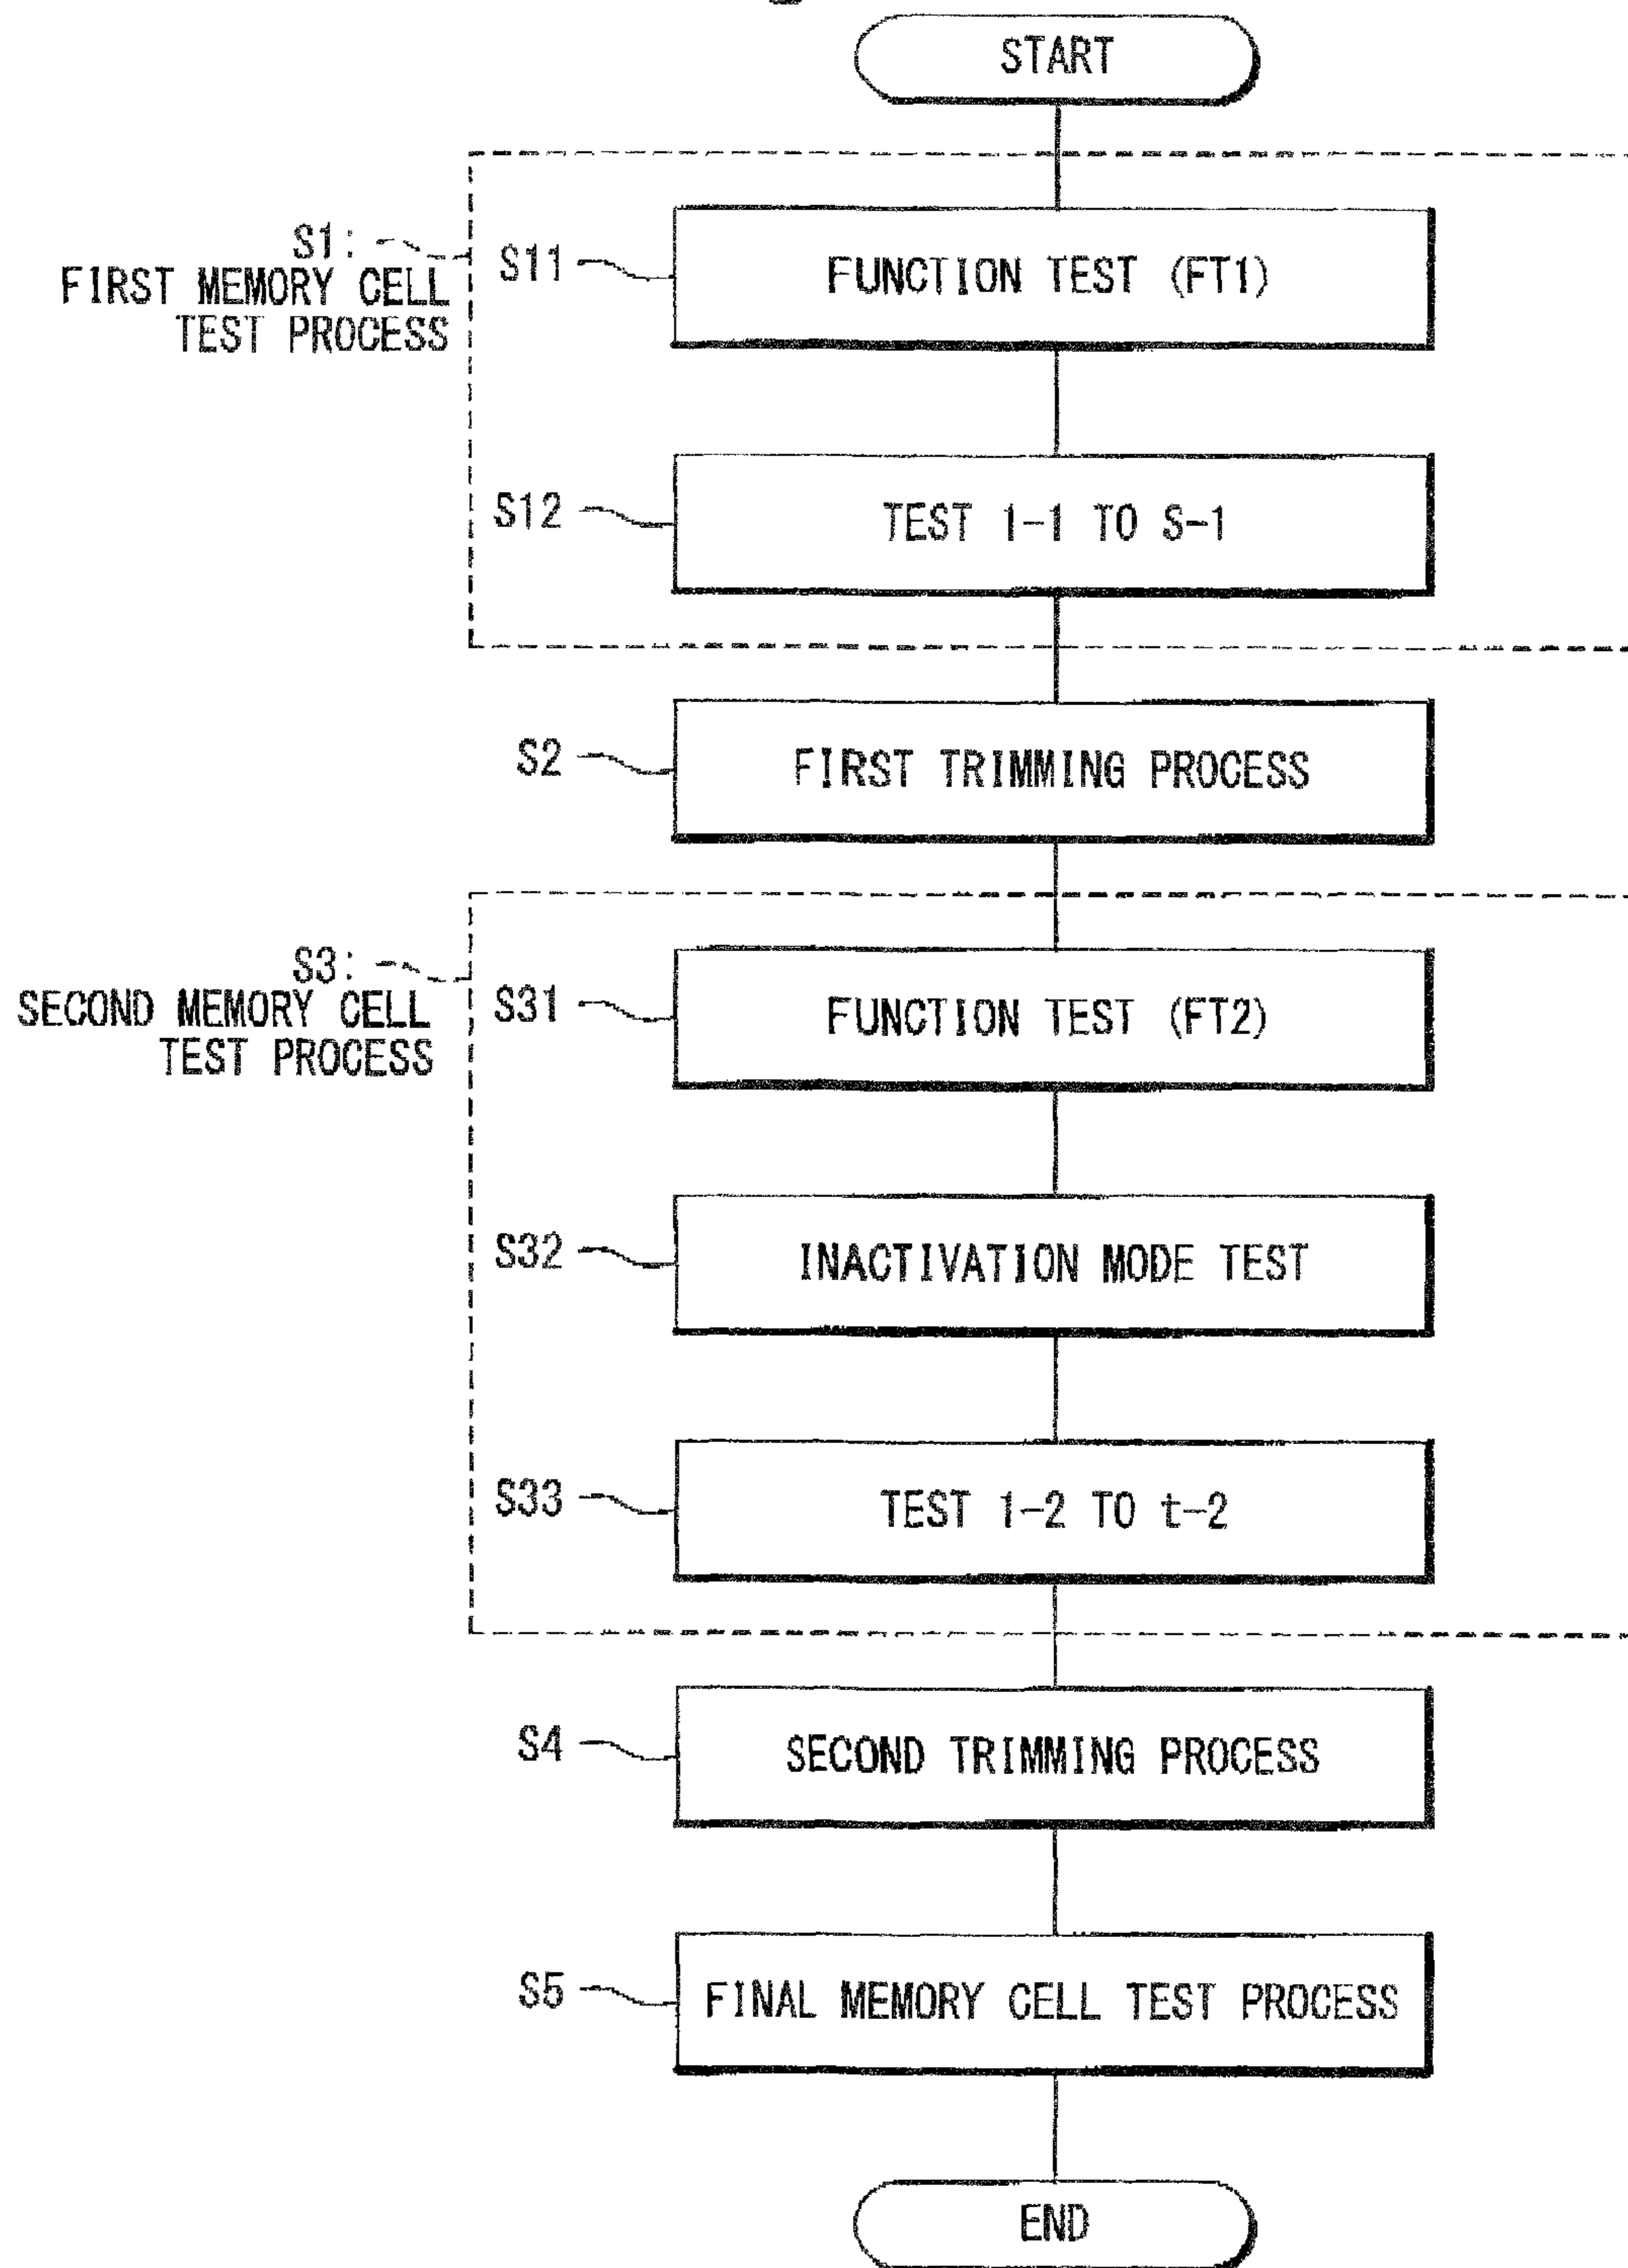 START
S1:
FIRST MEMORY CELL
TEST PROCESS
S11
FUNCTION TEST (FT1)
S12
TEST 1-1 TO S-1
S2
FIRST TRIMMING PROCESS
S3:
SECOND MEMORY CELL
TEST PROCESS
S31
FUNCTION TEST (FT2)
S32
INACTIVATION MODE TEST
S33
TEST 1-2 TO t-2
S4
SECOND TRIMMING PROCESS
S5
FINAL MEMORY CELL TEST PROCESS
END